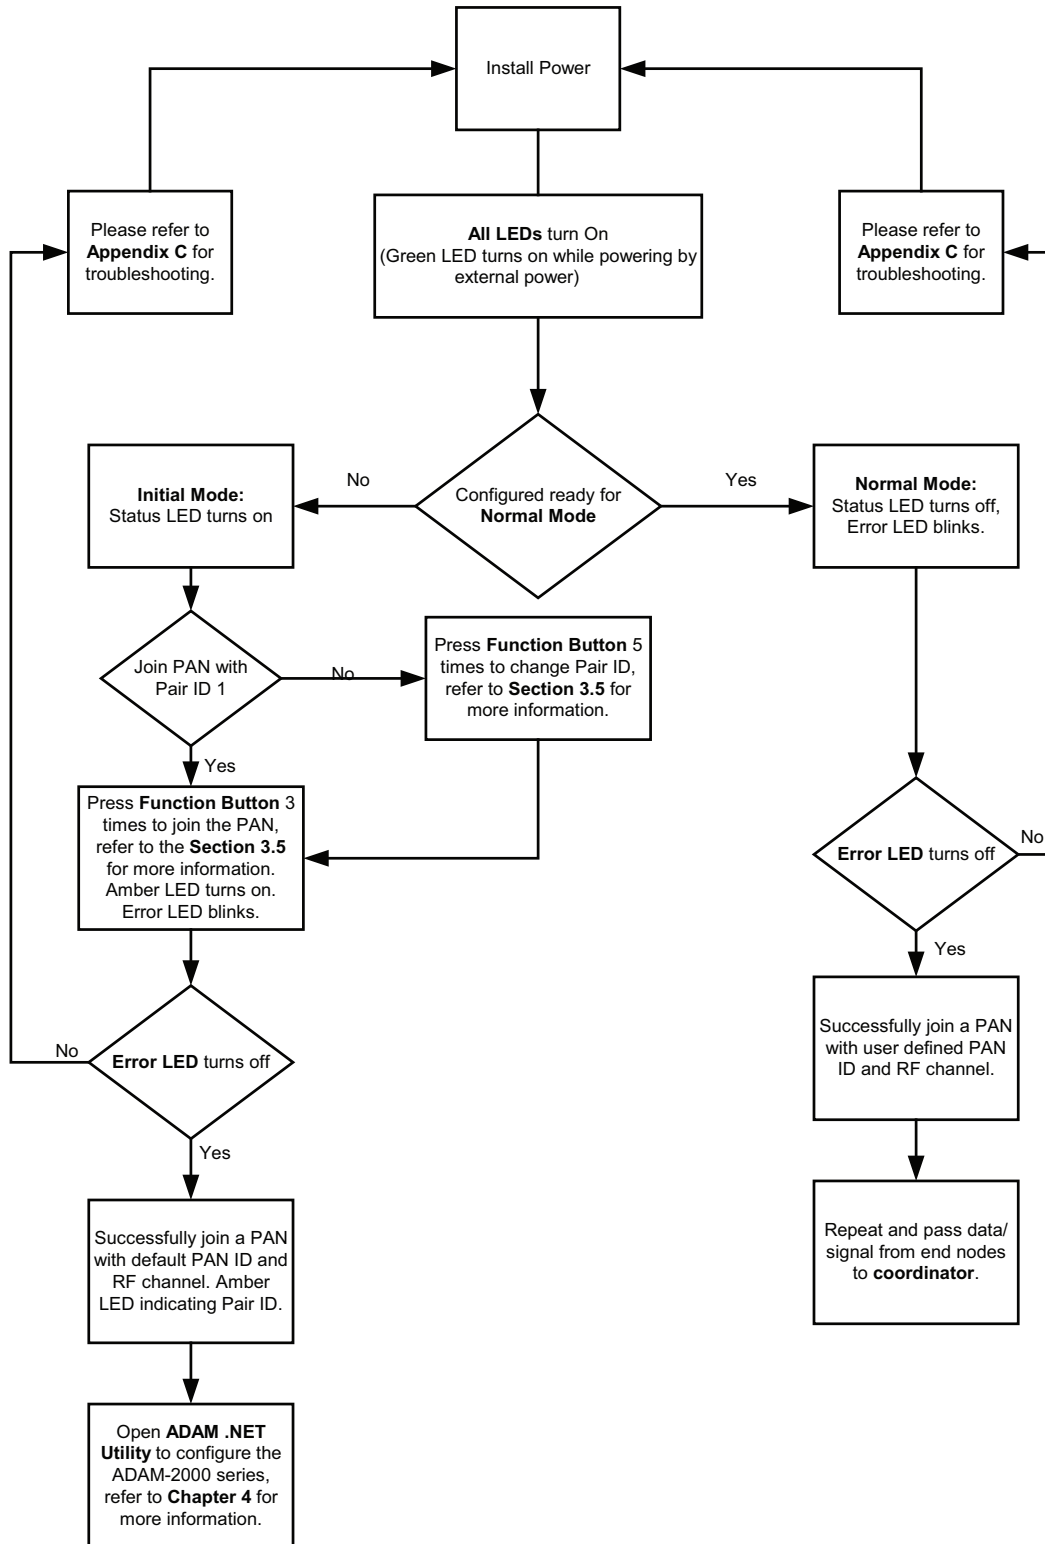 Install Power
Please refer to
Appendix C for
troubleshooting.
All LEDs turn On
(Green LED turns on while powering by
external power)
Please refer to
Appendix C for
troubleshooting.
Initial Mode:
Status LED turns on
No
Configured ready for
Normal Mode
Yes
Normal Mode:
Status LED turns off,
Error LED blinks.
Join PAN with
Pair ID 1
No
Press Function Button 5
times to change Pair ID,
refer to Section 3.5 for
more information.
Yes
Press Function Button 3
times to join the PAN,
refer to the Section 3.5
for more information.
Amber LED turns on.
Error LED blinks.
Error LED turns off
No
Yes
No
Error LED turns off
Yes
Successfully join a PAN
with user defined PAN
ID and RF channel.
Successfully join a PAN
with default PAN ID and
RF channel. Amber
LED indicating Pair ID.
Repeat and pass data/
signal from end nodes
to coordinator.
Open ADAM .NET
Utility to configure the
ADAM-2000 series,
refer to Chapter 4 for
more information.